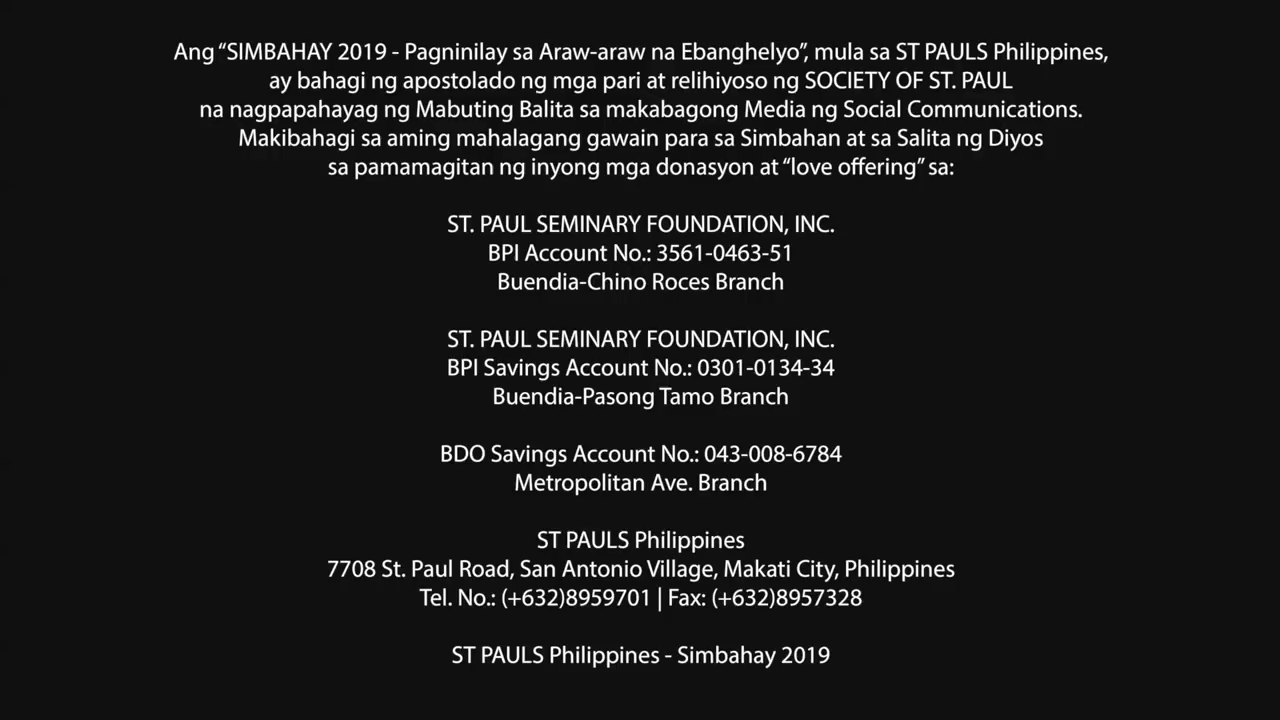 Ang “SIMBAHAY 2019 - Pagninilay sa Araw-araw na Ebanghelyo”, mula sa ST PAULS Philippines,
ay bahagi ng apostolado ng mga pari at relihiyoso ng SOCIETY OF ST. PAUL
na nagpapahayag ng Mabuting Balita sa makabagong Media ng Social Communications.
Makibahagi sa aming mahalagang gawain para sa Simbahan at sa Salita ng Diyos
sa pamamagitan ng inyong mga donasyon at “love offering” sa:
ST. PAUL SEMINARY FOUNDATION, INC.
BPI Account No.: 3561-0463-51
Buendia-Chino Roces Branch
ST. PAUL SEMINARY FOUNDATION, INC.
BPI Savings Account No.: 0301-0134-34
Buendia-Pasong Tamo Branch
BDO Savings Account No.: 043-008-6784
Metropolitan Ave. Branch
ST PAULS Philippines
7708 St. Paul Road, San Antonio Village, Makati City, Philippines
Tel. No.: (+632)8959701 | Fax: (+632)8957328
ST PAULS Philippines - Simbahay 2019